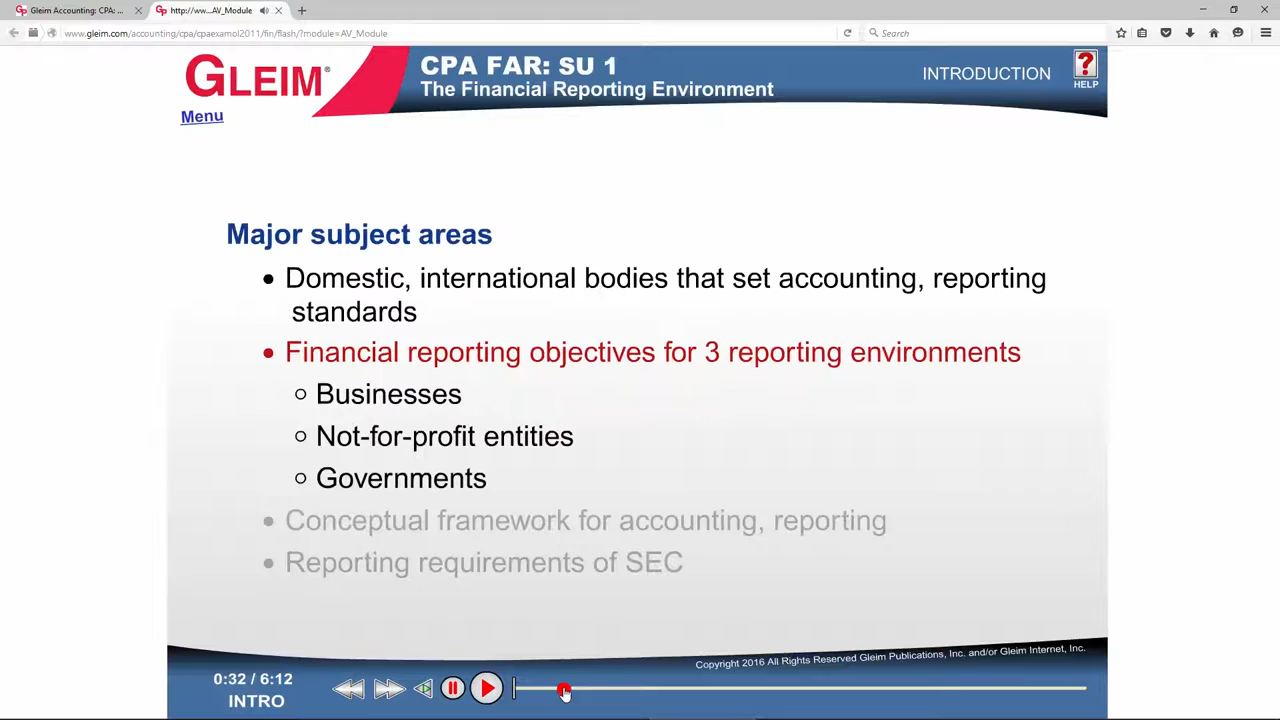 Gleim Accounting: CPA: ...
http://ww...AV_Module
www.gleim.com/accounting/cpa/cpaexamol2011/fin/flash/?module=AV_Module
Search
GLEIM®
Menu
CPA FAR: SU 1
The Financial Reporting Environment
INTRODUCTION
?
HELP
Major subject areas
• Domestic, international bodies that set accounting, reporting
standards
• Financial reporting objectives for 3 reporting environments
○ Businesses
○ Not-for-profit entities
○ Governments
• Conceptual framework for accounting, reporting
• Reporting requirements of SEC
Copyright 2016 All Rights Reserved Gleim Publications, Inc. and/or Gleim Internet, Inc.
0:32 / 6:12
INTRO